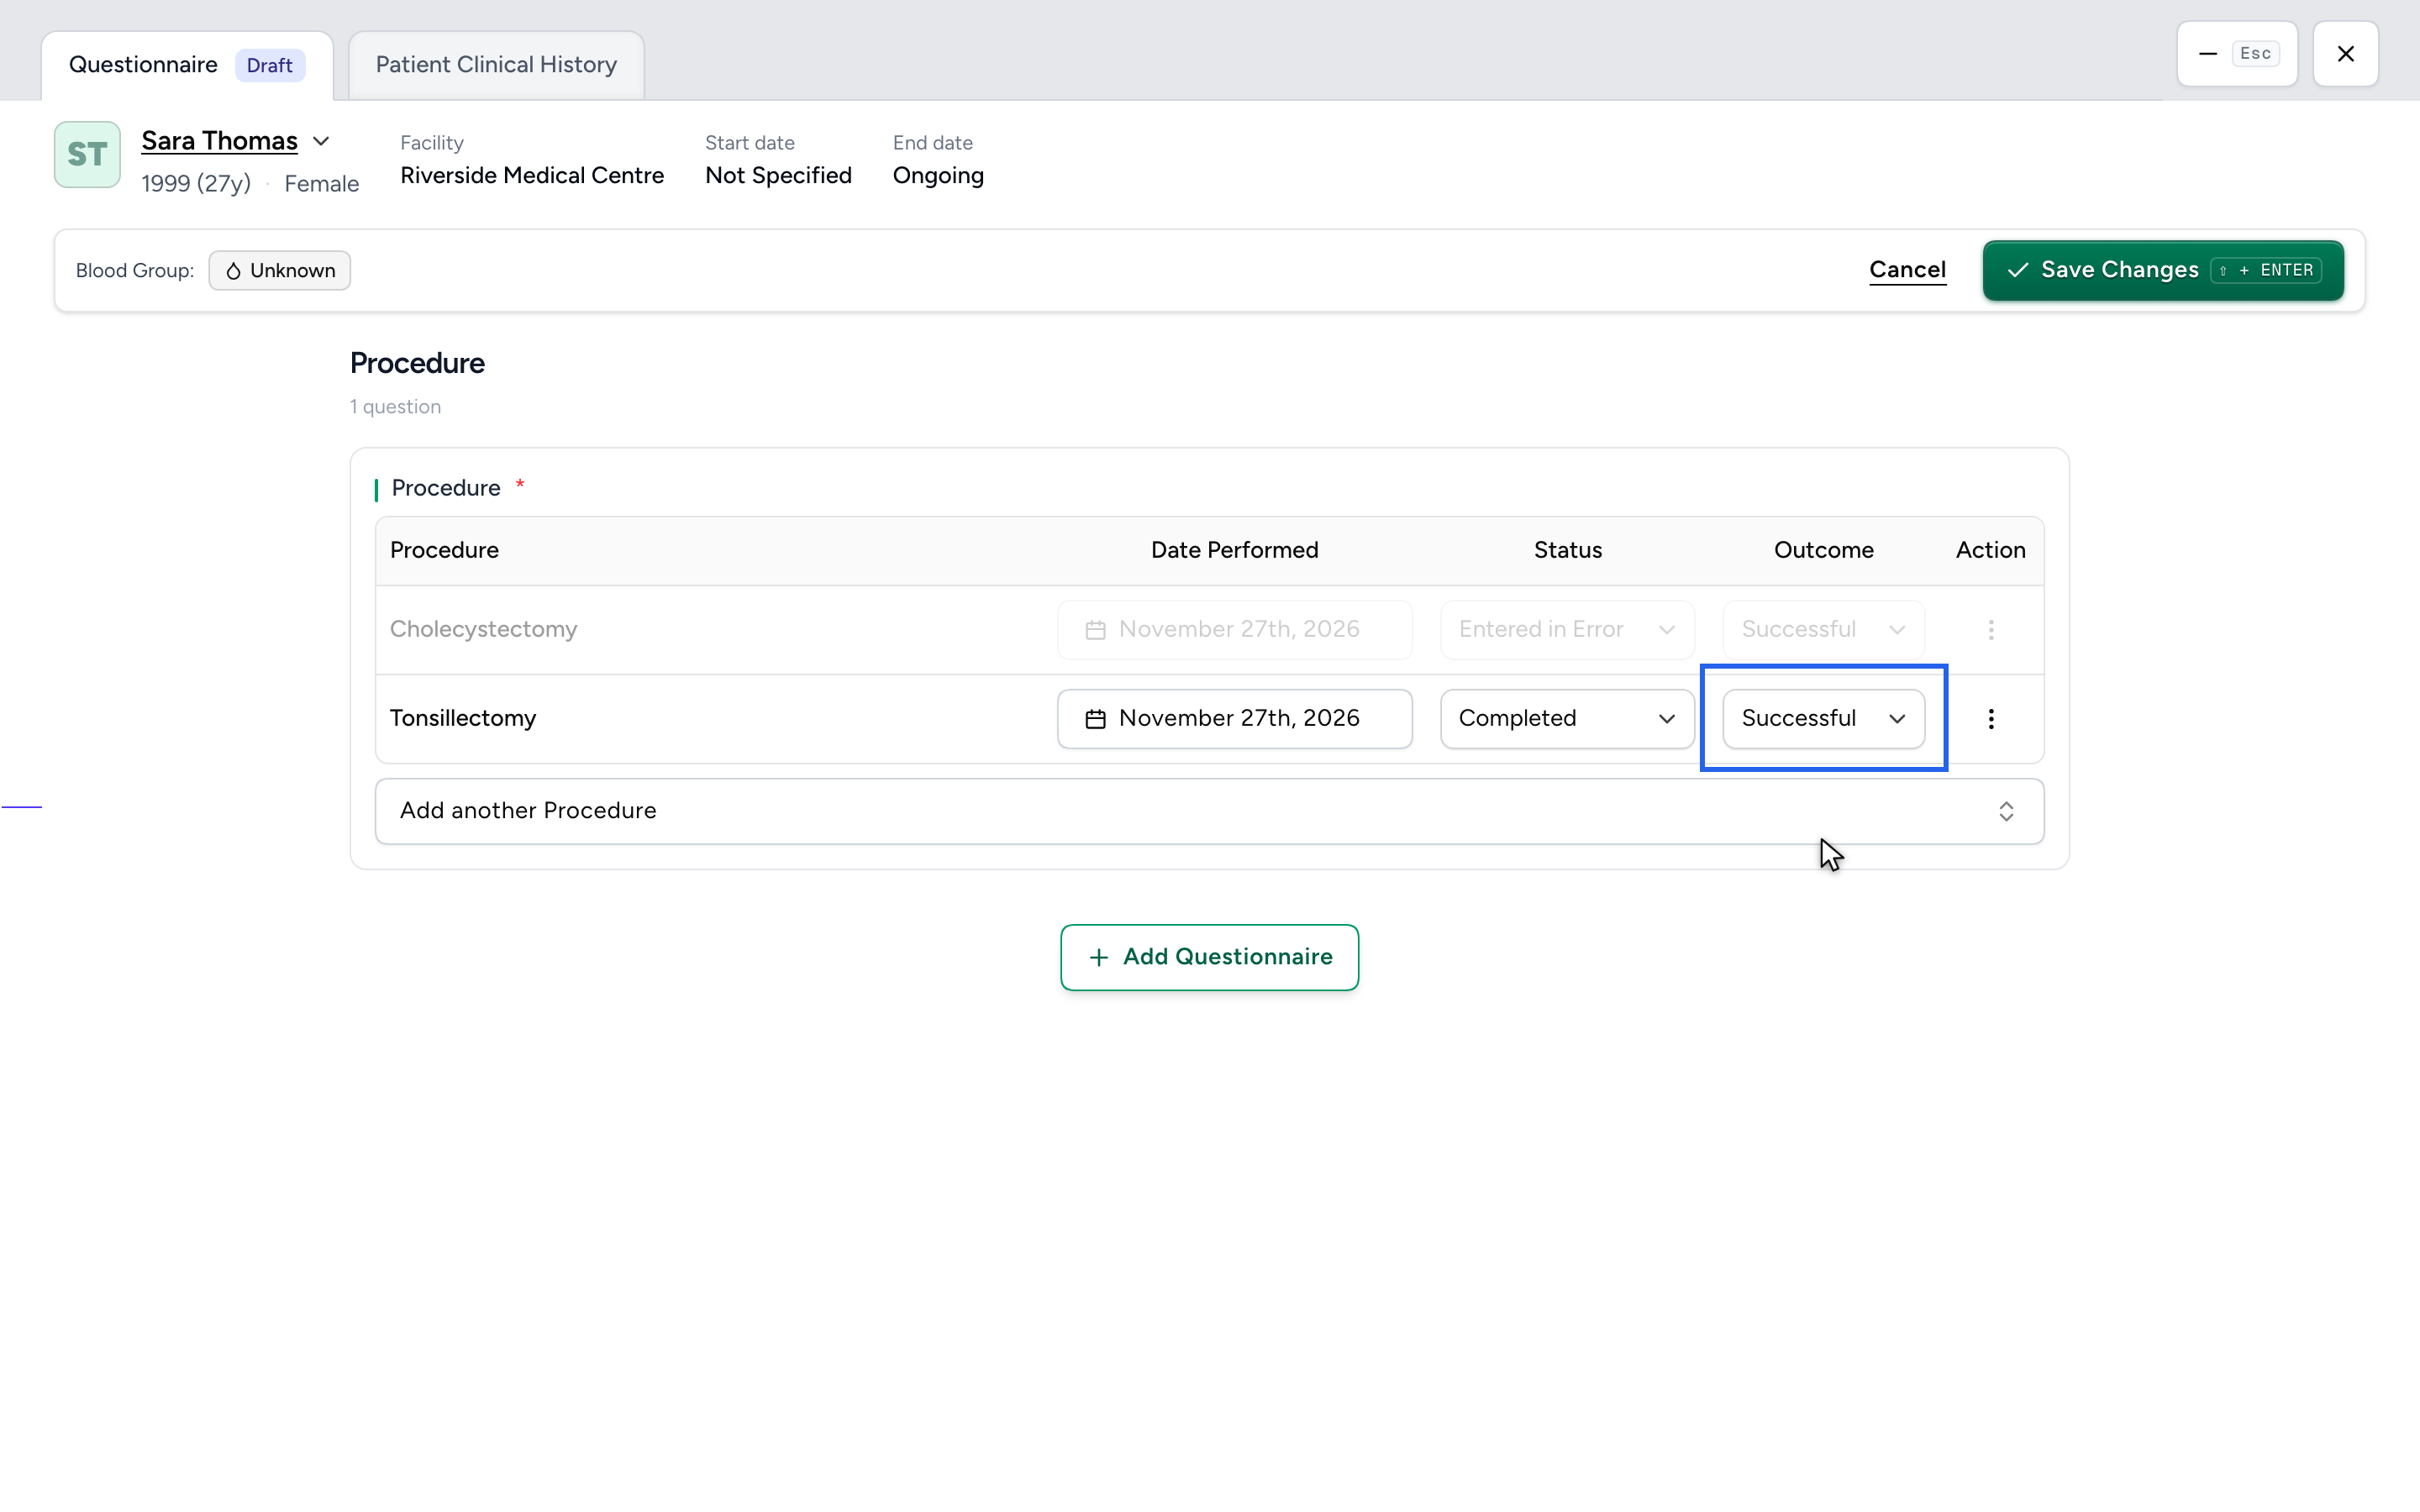 Questionnaire Draft Patient Clinical History Esc
ST Sara Thomas
1999 (27y) · Female
Facility
Riverside Medical Centre
Start date
Not Specified
End date
Ongoing
Blood Group: Unknown Cancel Save Changes ⇧ + ENTER
Procedure
1 question
Procedure *
Procedure Date Performed Status Outcome Action
Cholecystectomy November 27th, 2026 Entered in Error Successful
Tonsillectomy November 27th, 2026 Completed Successful
Add another Procedure
+ Add Questionnaire